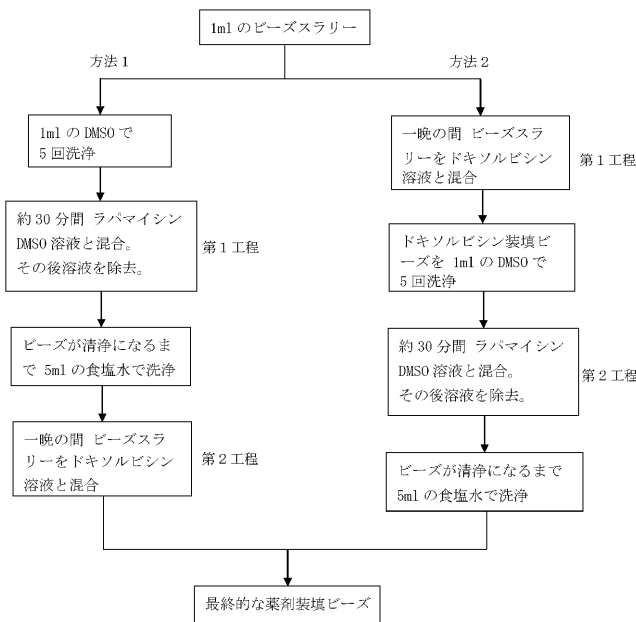 1ml のビーズスラリー
方法 1
方法 2
1ml の DMSO で
5 回洗浄
約 30 分間 ラパマイシン
DMSO 溶液と混合。
その後溶液を除去。
第 1 工程
ビーズが清浄になるま
で 5ml の食塩水で洗浄
一晩の間 ビーズスラ
リーをドキソルビシン
溶液と混合
第 2 工程
一晩の間 ビーズスラ
リーをドキソルビシン
溶液と混合
第 1 工程
ドキソルビシン装填ビ
ーズを 1ml の DMSO で
5 回洗浄
約 30 分間 ラパマイシン
DMSO 溶液と混合。
その後溶液を除去。
第 2 工程
ビーズが清浄になるまで
5ml の食塩水で洗浄
最終的な薬剤装填ビーズ